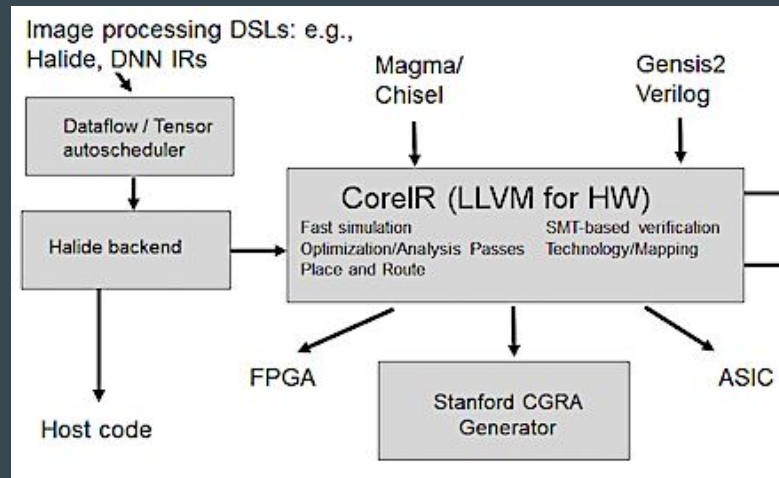 Image processing DSLs: e.g.,
Halide, DNN IRs
Dataflow / Tensor
autoscheduler
Halide backend
Host code
Magma/
Chisel
Gensis2
Verilog
CoreIR (LLVM for HW)
Fast simulation
Optimization/Analysis Passes
Place and Route
SMT-based verification
Technology/Mapping
FPGA
Stanford CGRA
Generator
ASIC